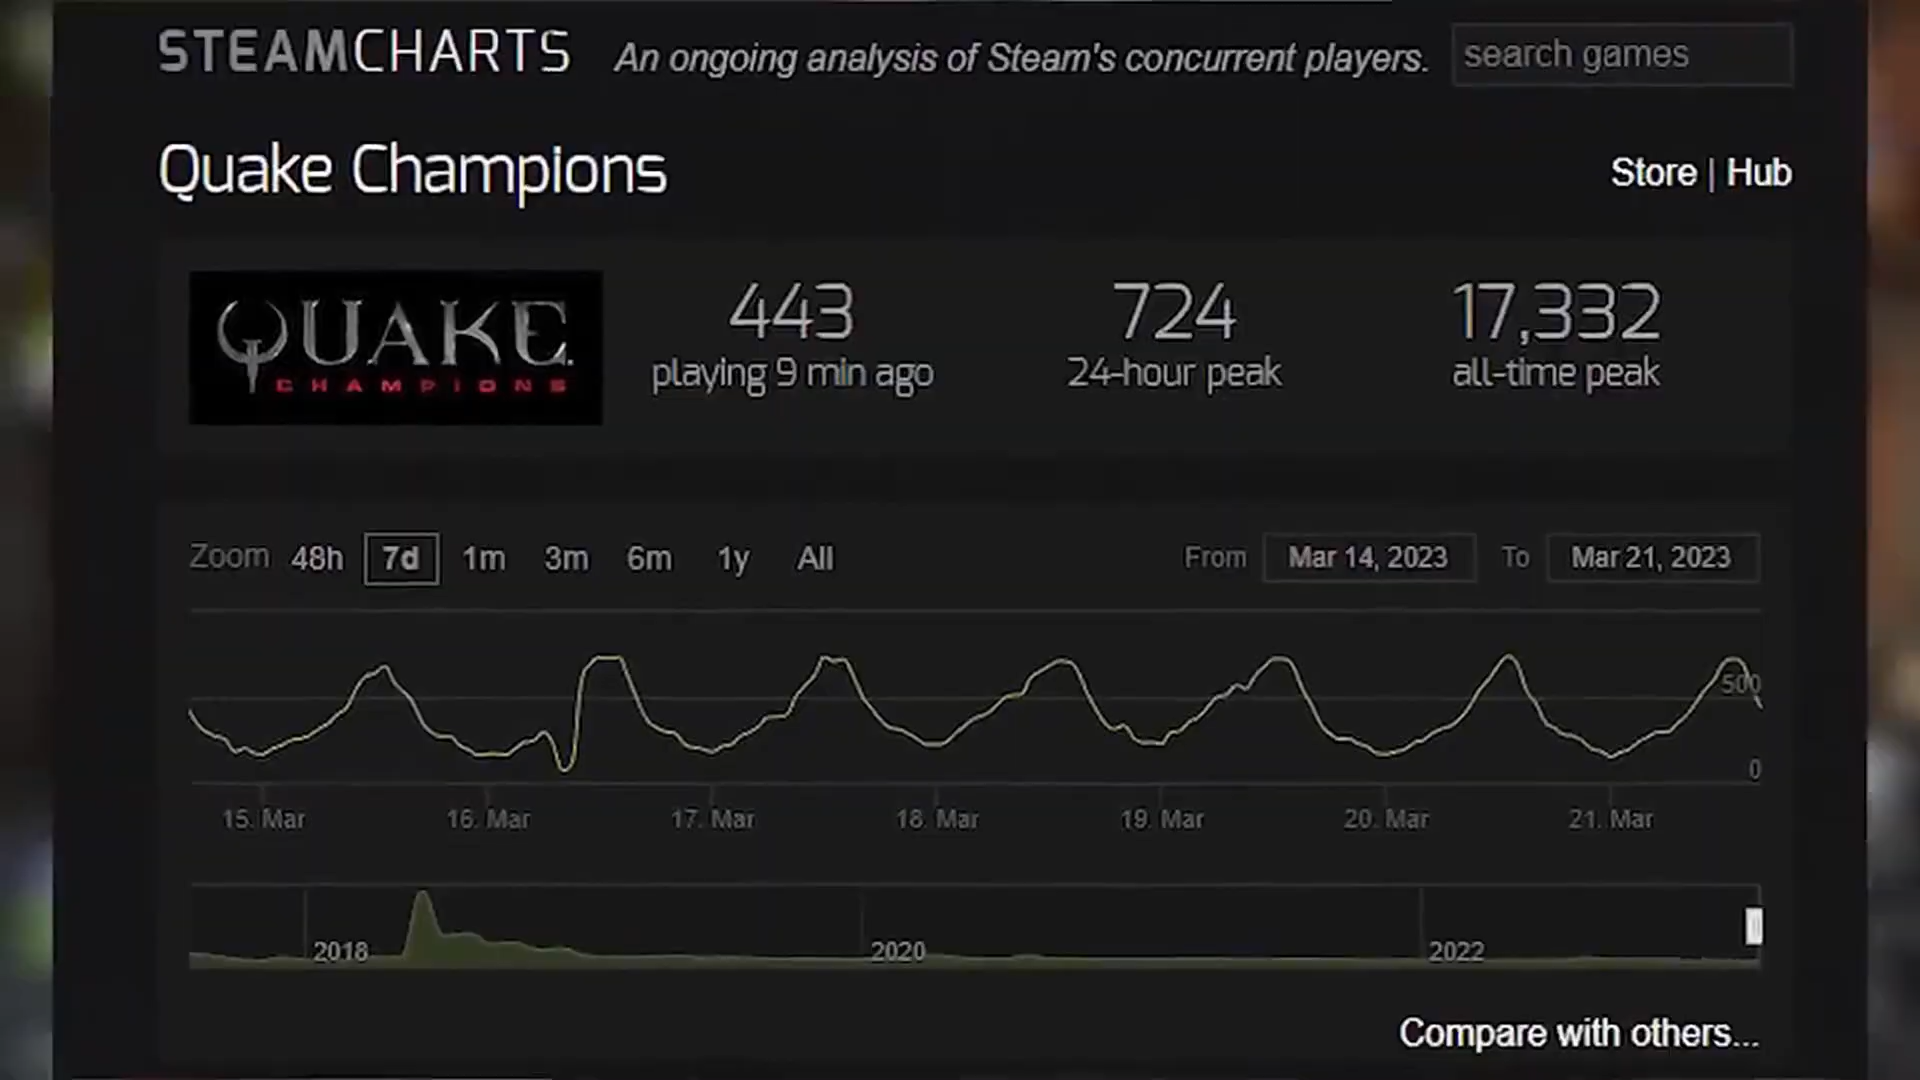 STEAMCHARTS An ongoing analysis of Steam's concurrent players. search games
Quake Champions Store | Hub
QUAKE
CHAMPIONS
443 724 17,332
playing 9 min ago 24-hour peak all-time peak
Zoom 48h 7d 1m 3m 6m 1y All From Mar 14, 2023 To Mar 21, 2023
500
0
15. Mar 16. Mar 17. Mar 18. Mar 19. Mar 20. Mar 21. Mar
2018 2020 2022
Compare with others...